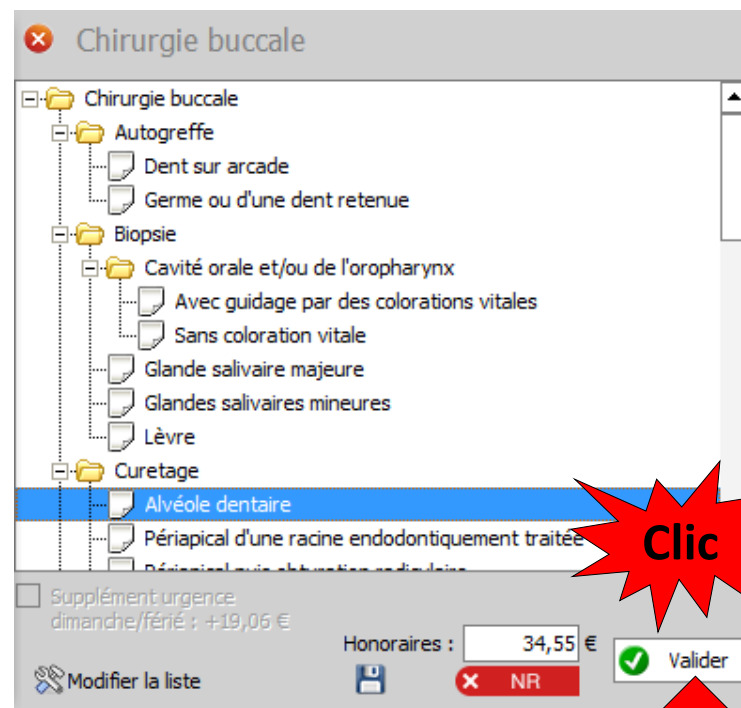 Chirurgie buccale
Chirurgie buccale
Autogreffe
Dent sur arcade
Germe ou d'une dent retenue
Biopsie
Cavité orale et/ou de l'oropharynx
Avec guidage par des colorations vitales
Sans coloration vitale
Glande salivaire majeure
Glandes salivaires mineures
Lèvre
Curetage
Alvéole dentaire
Périapical d'une racine endodontiquement traitée
Clic
Supplément urgence
dimanche/férié : +19,06 €
Honoraires : 34,55 €
Valider
Modifier la liste
NR